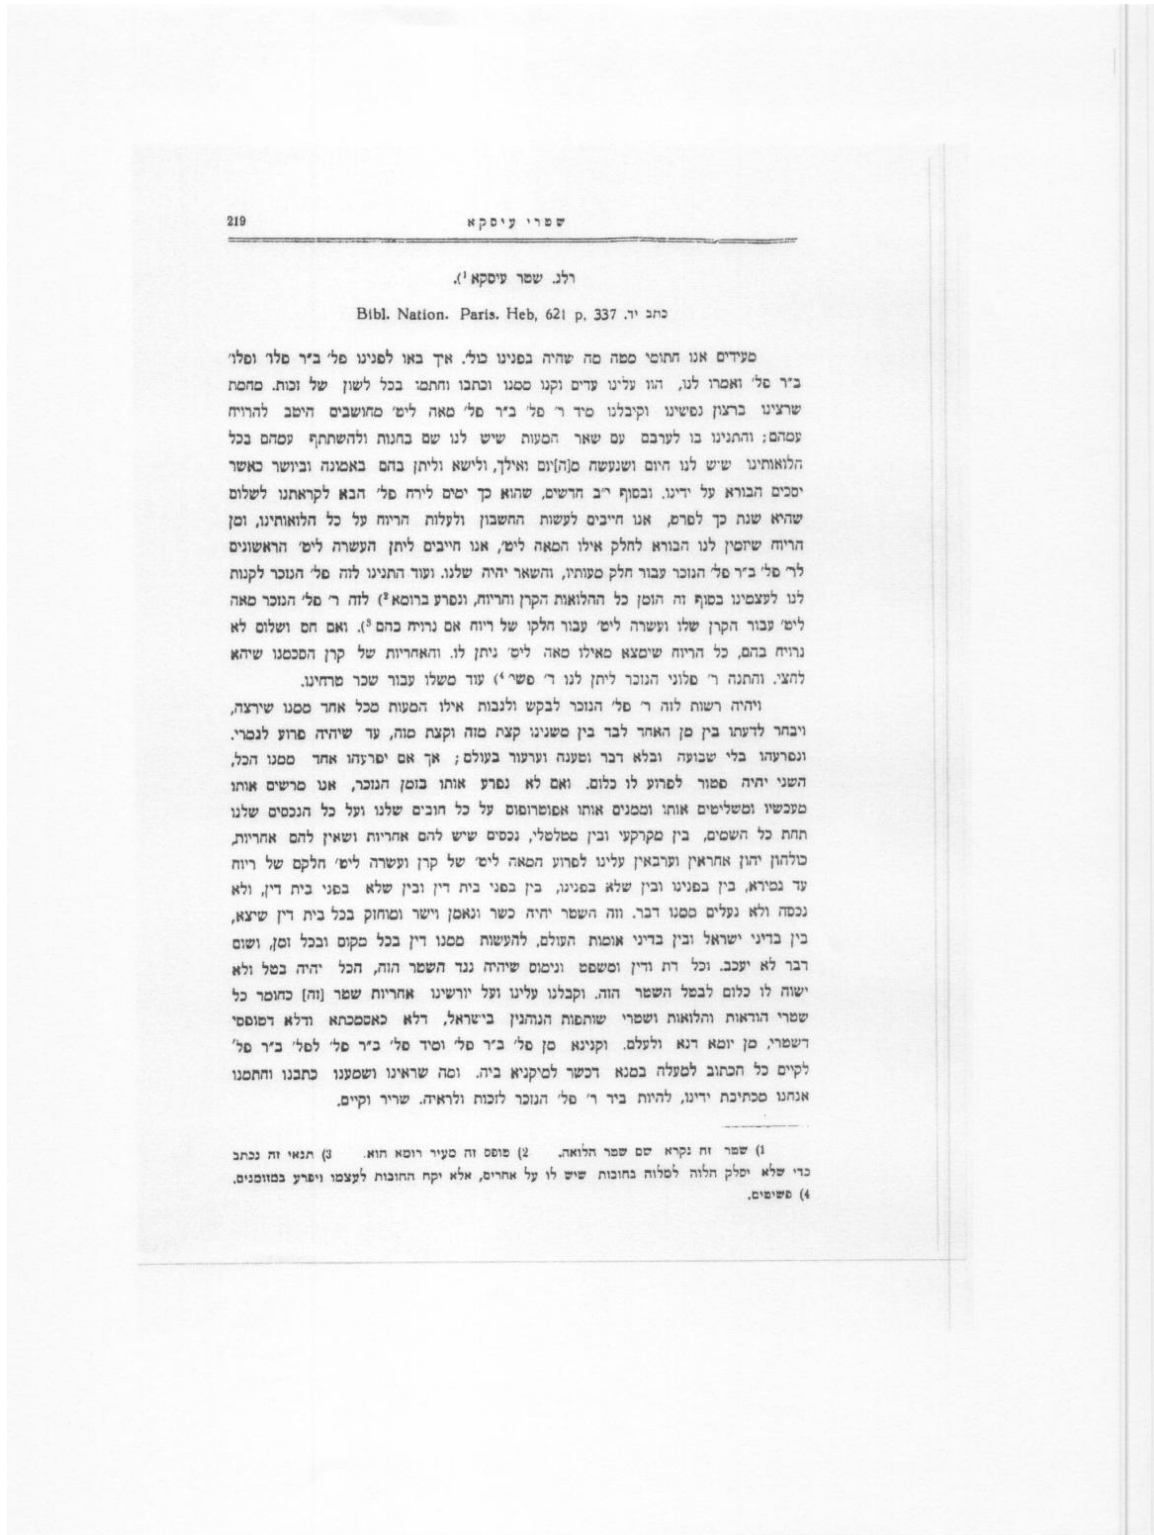 219 שטרי עיסקא
רלג. שטר עיסקא ¹).
כתב יד. Bibl. Nation. Paris. Heb, 621 p, 337
מעידים אנו חתומי מטה מה שהיה בפנינו כולי. איך באו לפנינו פל׳ ב״ר פלו׳ ופלו׳
ב״ר פל׳ ואמרו לנו, הוו עלינו עדים וקנו ממנו וכתבו וחתמו בכל לשון של זכות. מחמת
שרצינו ברצון נפשינו וקיבלנו מיד ר׳ פל׳ ב״ר פל׳ מאה ליט׳ מחושבים היטב להרויח
עמהם; והתנינו בו לערבם עם שאר המעות שיש לנו שם בחנות ולהשתתף עמהם בכל
הלואותינו שיש לנו היום ושנעשה מ[ה]יום ואילך, ולישא וליתן בהם באמונה וביושר כאשר
יסכים הבורא על ידינו. ובסוף י״ב חדשים, שהוא כך ימים לירח פל׳ הבא לקראתנו לשלום
שהיא שנת כך לפרט, אנו חייבים לעשות החשבון ולעלות הריוח על כל הלואותינו, ומן
הריוח שיזמין לנו הבורא לחלק אילו המאה ליט׳, אנו חייבים ליתן העשרה ליט׳ הראשונים
לר׳ פל׳ ב״ר פל׳ הנזכר עבור חלק מעותיו, והשאר יהיה שלנו. ועוד התנינו לזה פל׳ הנזכר לקנות
לנו לעצמינו בסוף זה הזמן כל ההלואות הקרן והריוח, ונפרע ברומא ²) לזה ר׳ פל׳ הנזכר מאה
ליט׳ עבור הקרן שלו ועשרה ליט׳ עבור חלקו של ריוח אם נרויח בהם ³). ואם חס ושלום לא
נרויח בהם, כל הריוח שימצא מאילו מאה ליט׳ ניתן לו. והאחריות של קרן הסכמנו שיהא
לחצי. והתנה ר׳ פלוני הנזכר ליתן לנו ד׳ פשי׳ ⁴) עוד משלו עבור שכר טרחינו.
ויהיה רשות לזה ר׳ פל׳ הנזכר לבקש ולגבות אילו המעות מכל אחד ממנו שירצה,
ויבחר לדעתו בין מן האחד לבד בין משנינו קצת מזה וקצת מזה, עד שיהיה פרוע לגמרי.
ונפרעהו בלי שבועה ובלא דבר וטענה וערעור בעולם; אך אם יפרעהו אחד ממנו הכל,
השני יהיה פטור לפרוע לו כלום. ואם לא נפרע אותו בזמן הנזכר, אנו מרשים אותו
מעכשיו ומשליטים אותו וממנים אותו אפוטרופוס על כל חובים שלנו ועל כל הנכסים שלנו
תחת כל השמים, בין מקרקעי ובין מטלטלי, נכסים שיש להם אחריות ושאין להם אחריות,
כולהון יהון אחראין וערבאין עלינו לפרוע המאה ליט׳ של קרן ועשרה ליט׳ חלקם של ריוח
עד גמירא, בין בפנינו ובין שלא בפנינו, בין בפני בית דין ובין שלא בפני בית דין, ולא
נכסה ולא נעלים ממנו דבר. וזה השטר יהיה כשר ונאמן וישר ומוחזק בכל בית דין שיצא,
בין בדיני ישראל ובין בדיני אומות העולם, להעשות ממנו דין בכל מקום ובכל זמן, ושום
דבר לא יעכב. וכל דת ודין ומשפט ונימוס שיהיה נגד השטר הזה, הכל יהיה בטל ולא
ישוה לו כלום לבטל השטר הזה. וקבלנו עלינו ועל יורשינו אחריות שטר [זה] כחומר כל
שטרי הודאות והלואות ושטרי שותפות הנוהגין בישראל, דלא כאסמכתא ודלא כטופסי
דשטרי, מן יומא דנא ולעלם. וקנינא מן פל׳ ב״ר פל׳ ומיד פל׳ ב״ר פל׳ לפל׳ ב״ר פל׳
לקיים כל הכתוב למעלה במנא דכשר למיקניא ביה. ומה שראינו ושמענו כתבנו וחתמנו
אנחנו מכתיבת ידינו, להיות ביד ר׳ פל׳ הנזכר לזכות ולראיה. שריר וקיים.
1) שטר זה נקרא שם שטר הלואה. 2) טופס זה מעיר רומא הוא. 3) תנאי זה נכתב
כדי שלא יסלק הלוה למלוה בחובות שיש לו על אחרים, אלא יקח החובות לעצמו ויפרע במזומנים.
4) פשיטים.